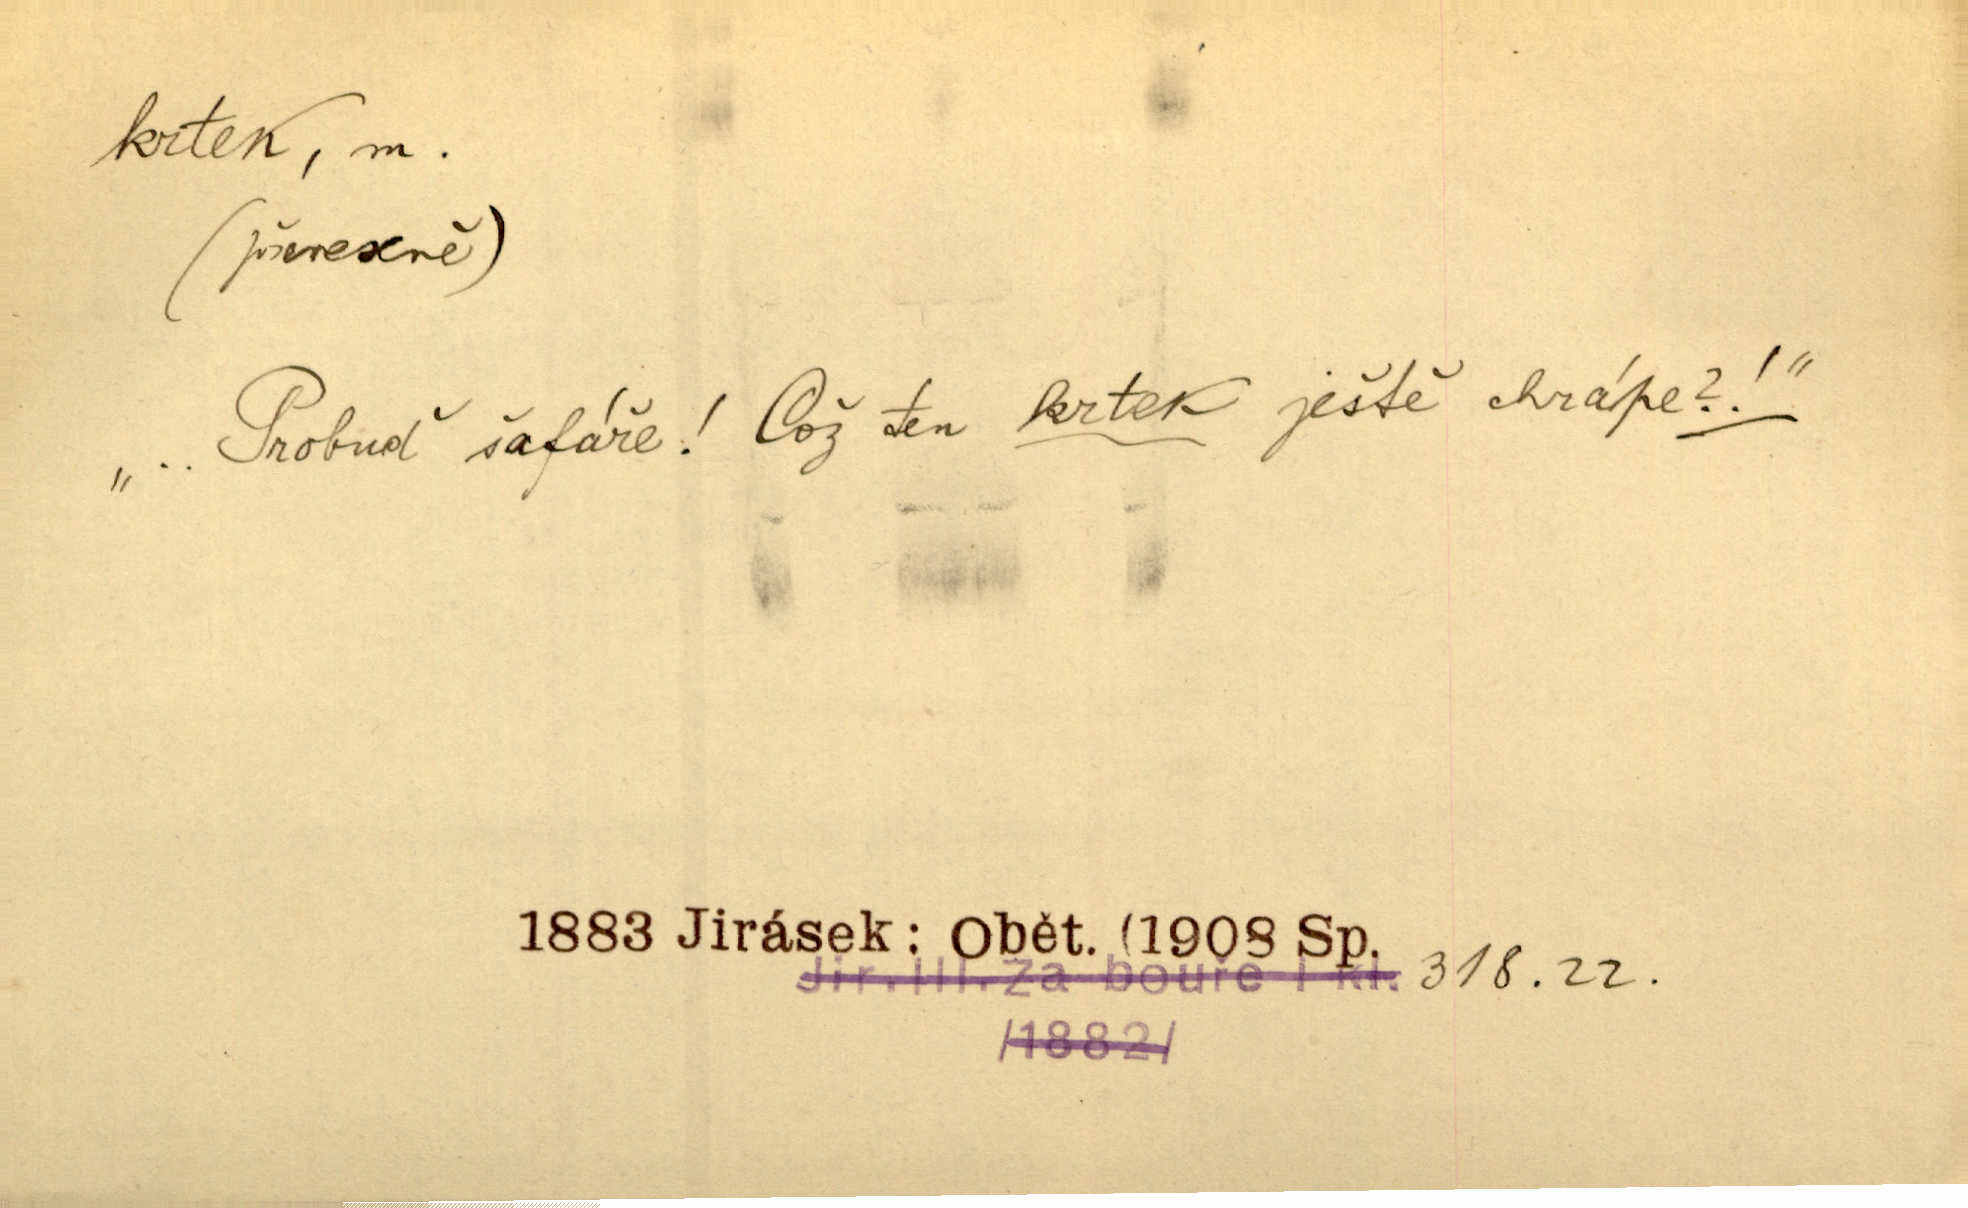 krtek, m.
(přeneseně)
„.. Probuď šafáře! Což ten krtek ještě chrápe?!"
1883 Jirásek: Obět. (1908 Sp.
Jir.III.Za bouře i kl. 318.22.
/1882/